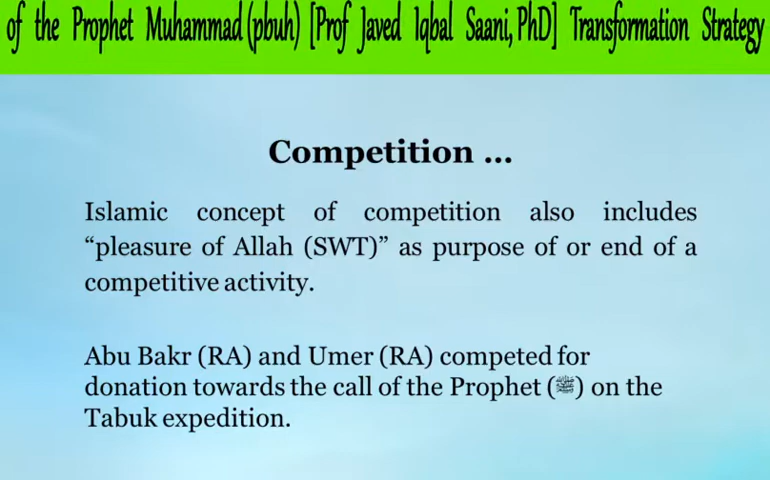 of the Prophet Muhammad (pbuh) [Prof Javed Iqbal Saani, PhD] Transformation Strategy
Competition ...
Islamic concept of competition also includes
“pleasure of Allah (SWT)” as purpose of or end of a
competitive activity.
Abu Bakr (RA) and Umer (RA) competed for
donation towards the call of the Prophet (ﷺ) on the
Tabuk expedition.